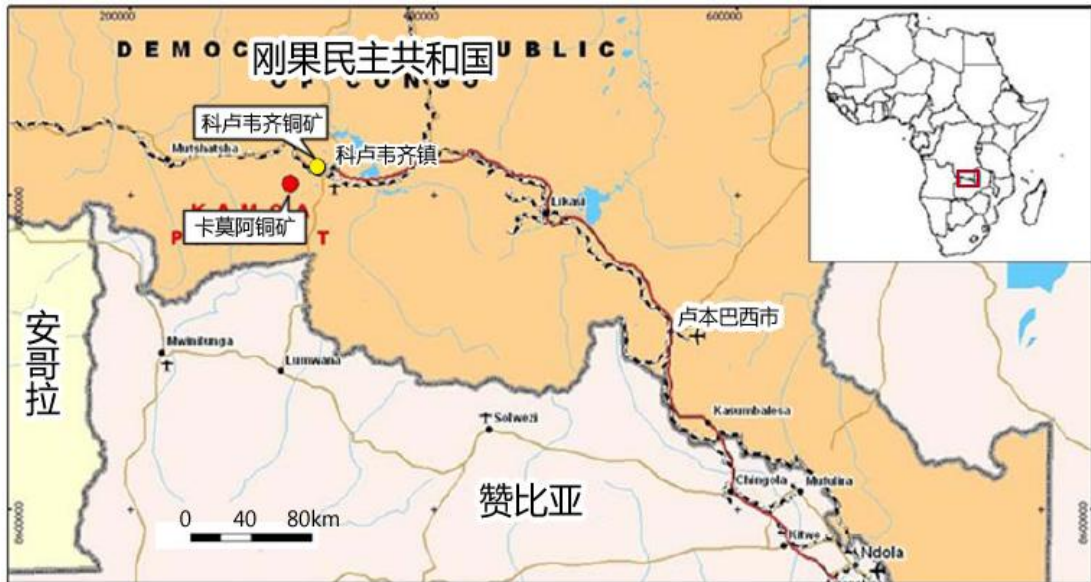 200000
600000
DEMOC
PUBLIC
OF CONGO
刚果民主共和国
科卢韦齐铜矿
Mutshatsha
科卢韦齐镇
KAMOA
卡莫阿铜矿
P
T
Likasi
安哥拉
卢本巴西市
Mwinilunga
Lumwana
Solwezi
Kasumbalesa
Chingola
Mufulira
赞比亚
0 40 80km
Kitwe
Ndola